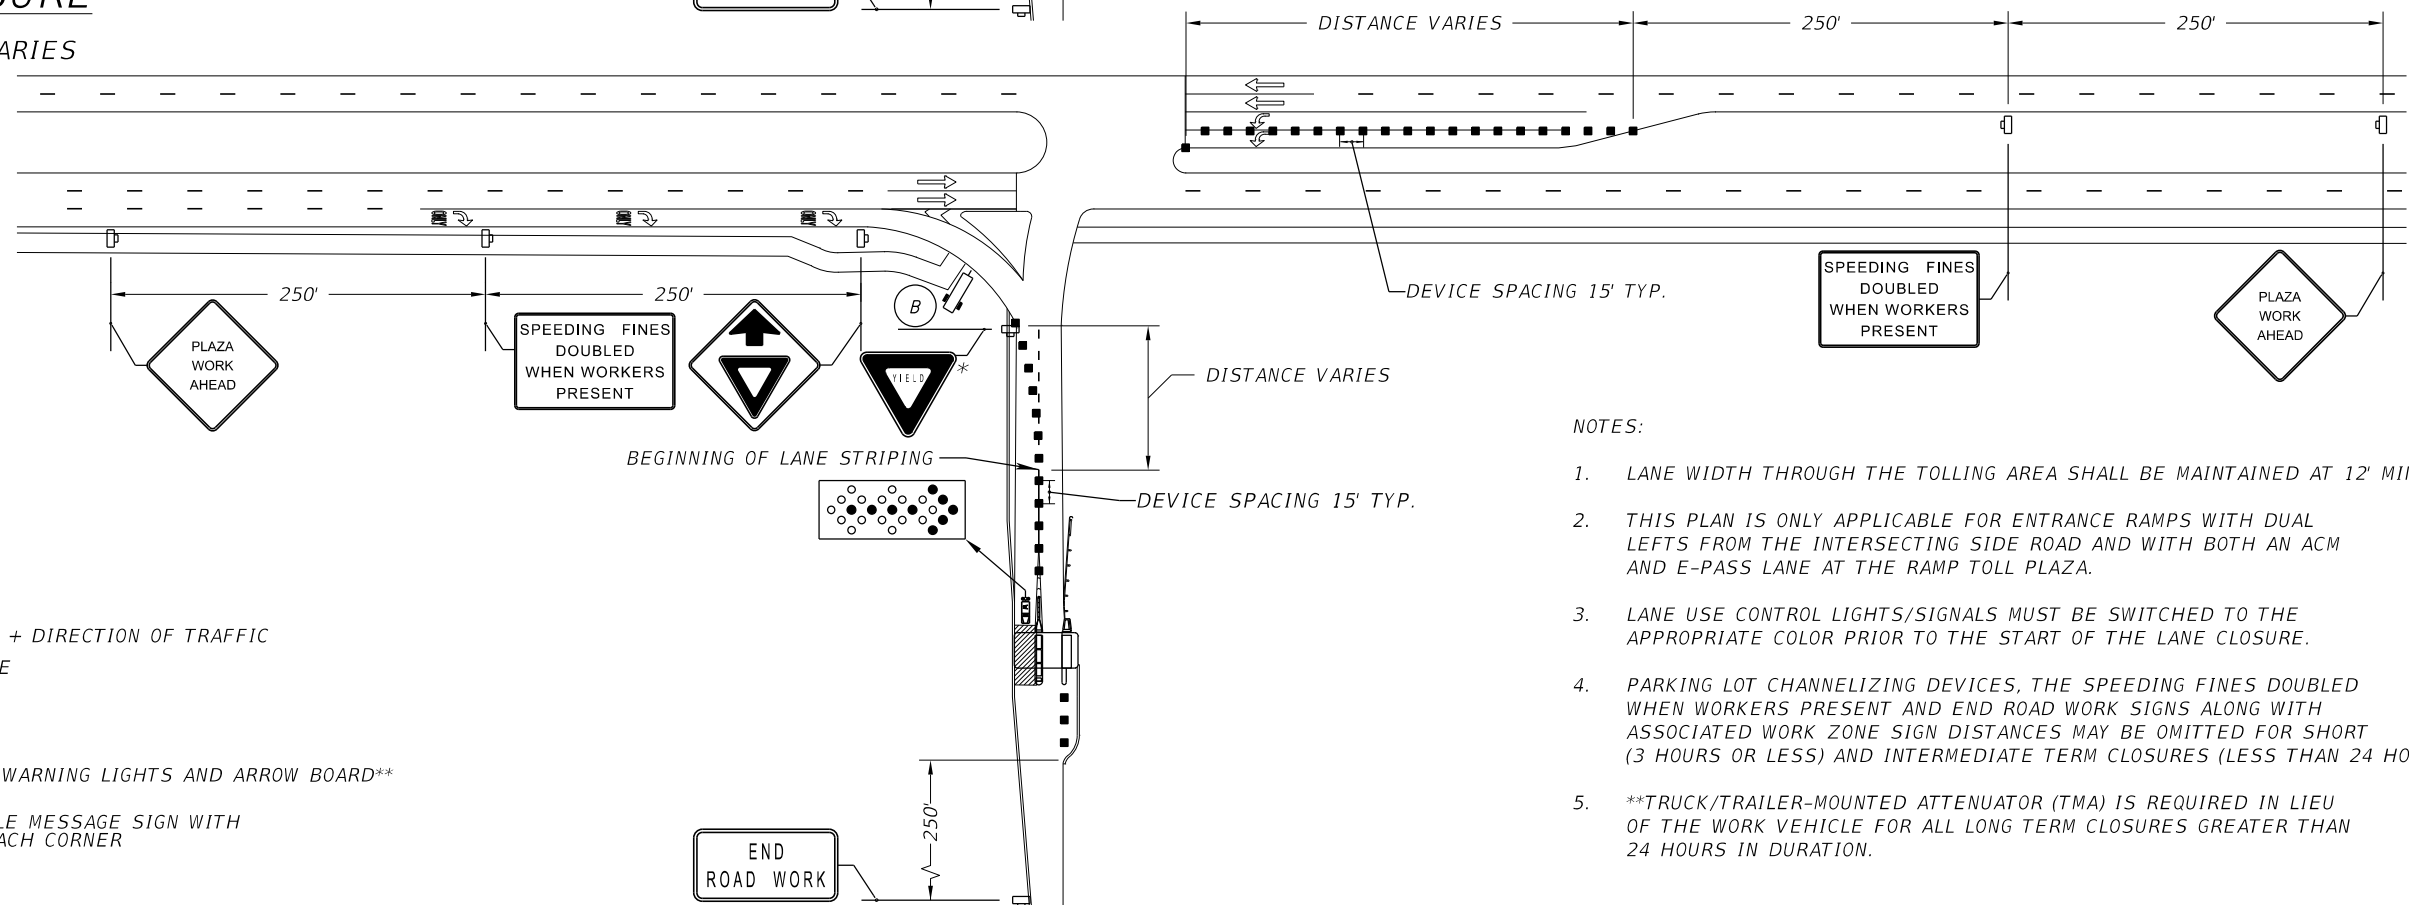 ARIES
DISTANCE VARIES
250'
250'
250'
250'
PLAZA
WORK
AHEAD
SPEEDING FINES
DOUBLED
WHEN WORKERS
PRESENT
YIELD
*
B
DEVICE SPACING 15' TYP.
SPEEDING FINES
DOUBLED
WHEN WORKERS
PRESENT
PLAZA
WORK
AHEAD
DISTANCE VARIES
BEGINNING OF LANE STRIPING
DEVICE SPACING 15' TYP.
+ DIRECTION OF TRAFFIC
E
WARNING LIGHTS AND ARROW BOARD**
LE MESSAGE SIGN WITH
ACH CORNER
250'
END
ROAD WORK
NOTES:
1. LANE WIDTH THROUGH THE TOLLING AREA SHALL BE MAINTAINED AT 12'
2. THIS PLAN IS ONLY APPLICABLE FOR ENTRANCE RAMPS WITH DUAL
LEFTS FROM THE INTERSECTING SIDE ROAD AND WITH BOTH AN ACM
AND E-PASS LANE AT THE RAMP TOLL PLAZA.
3. LANE USE CONTROL LIGHTS/SIGNALS MUST BE SWITCHED TO THE
APPROPRIATE COLOR PRIOR TO THE START OF THE LANE CLOSURE.
4. PARKING LOT CHANNELIZING DEVICES, THE SPEEDING FINES DOUBLED
WHEN WORKERS PRESENT AND END ROAD WORK SIGNS ALONG WITH
ASSOCIATED WORK ZONE SIGN DISTANCES MAY BE OMITTED FOR SHORT
(3 HOURS OR LESS) AND INTERMEDIATE TERM CLOSURES (LESS THAN 24 HO
5. **TRUCK/TRAILER-MOUNTED ATTENUATOR (TMA) IS REQUIRED IN LIEU
OF THE WORK VEHICLE FOR ALL LONG TERM CLOSURES GREATER THAN
24 HOURS IN DURATION.